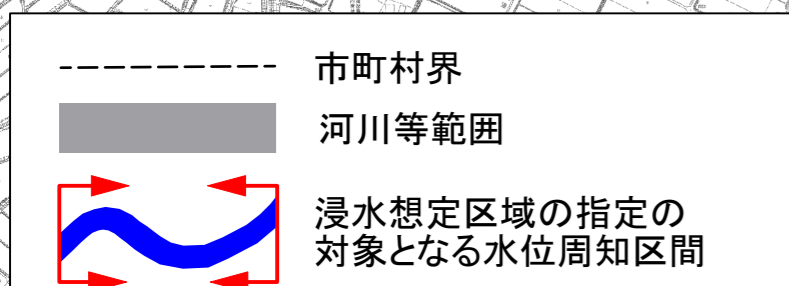 市町村界
河川等範囲
浸水想定区域の指定の
対象となる水位周知区間